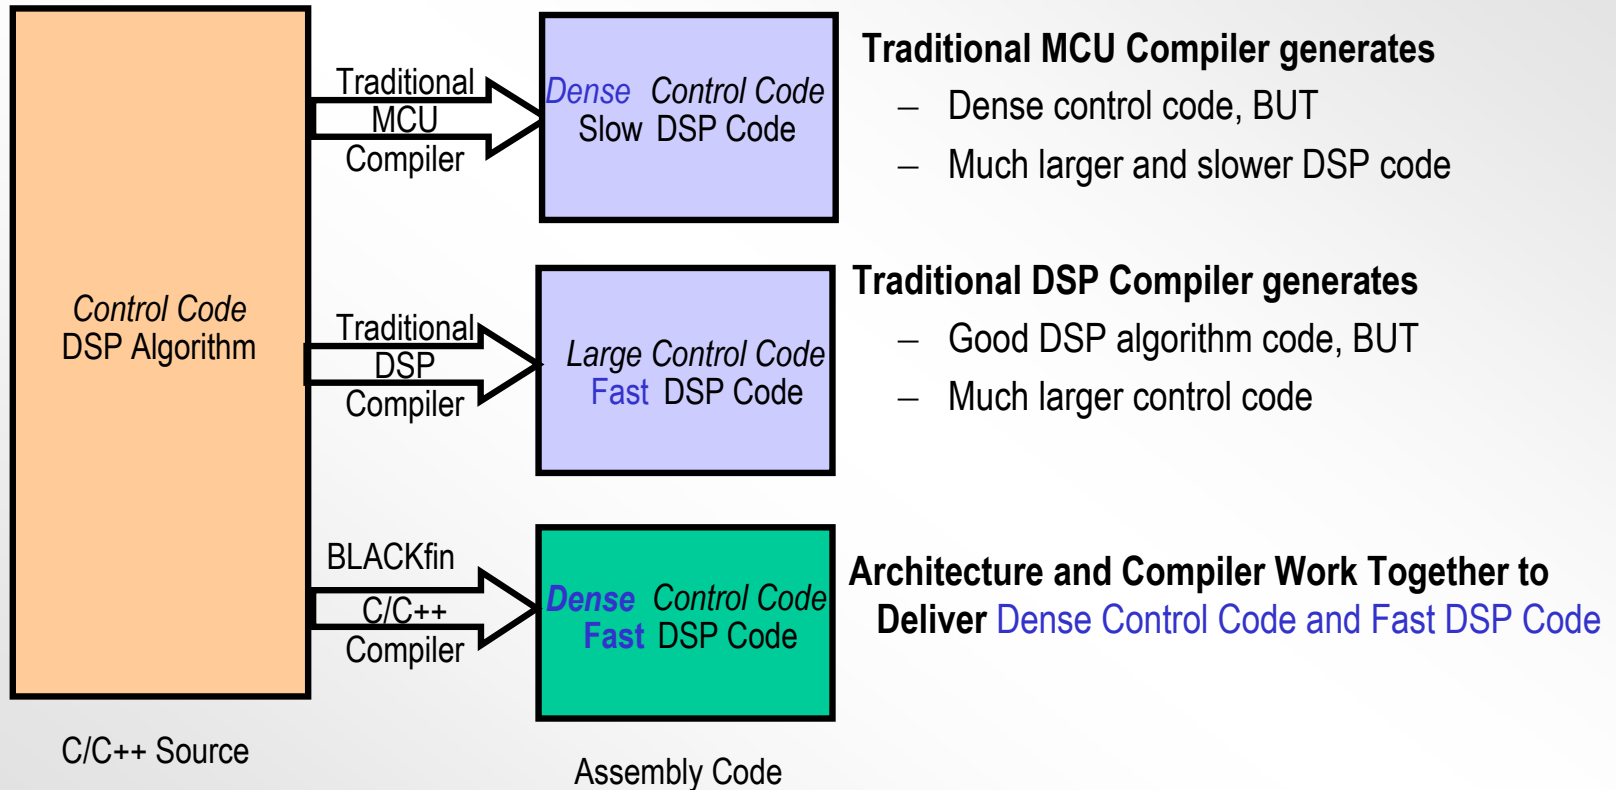 Control Code
DSP Algorithm
C/C++ Source
Traditional
MCU
Compiler
Dense Control Code
Slow DSP Code
Traditional MCU Compiler generates
– Dense control code, BUT
– Much larger and slower DSP code
Traditional
DSP
Compiler
Large Control Code
Fast DSP Code
Traditional DSP Compiler generates
– Good DSP algorithm code, BUT
– Much larger control code
BLACKfin
C/C++
Compiler
Dense Control Code
Fast DSP Code
Architecture and Compiler Work Together to
Deliver Dense Control Code and Fast DSP Code
Assembly Code